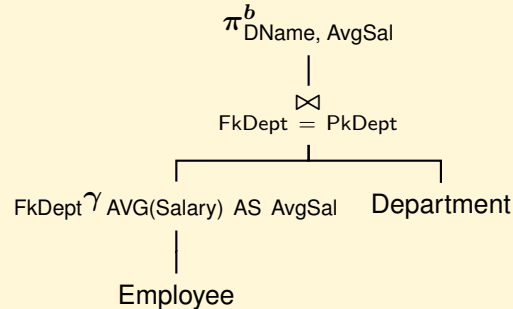 π^b DName, AvgSal
⋈
FkDept = PkDept
FkDept γ AVG(Salary) AS AvgSal
Department
Employee